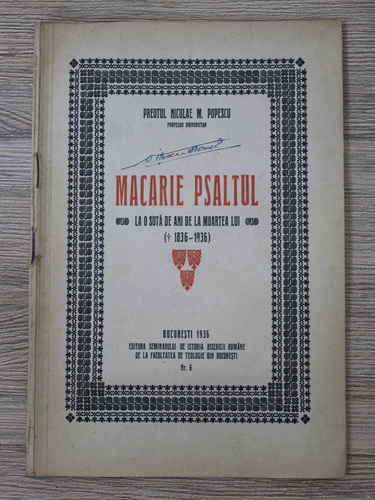 PREOTUL NICULAE M. POPESCU
PROFESOR UNIVERSITAR
MACARIE PSALTUL
LA O SUTĂ DE ANI DE LA MOARTEA LUI
(† 1836-1936)
BUCUREȘTI 1936
EDITURA SEMINARULUI DE ISTORIA BISERICII ROMÂNE
DE LA FACULTATEA DE TEOLOGIE DIN BUCUREȘTI
Nr. 6